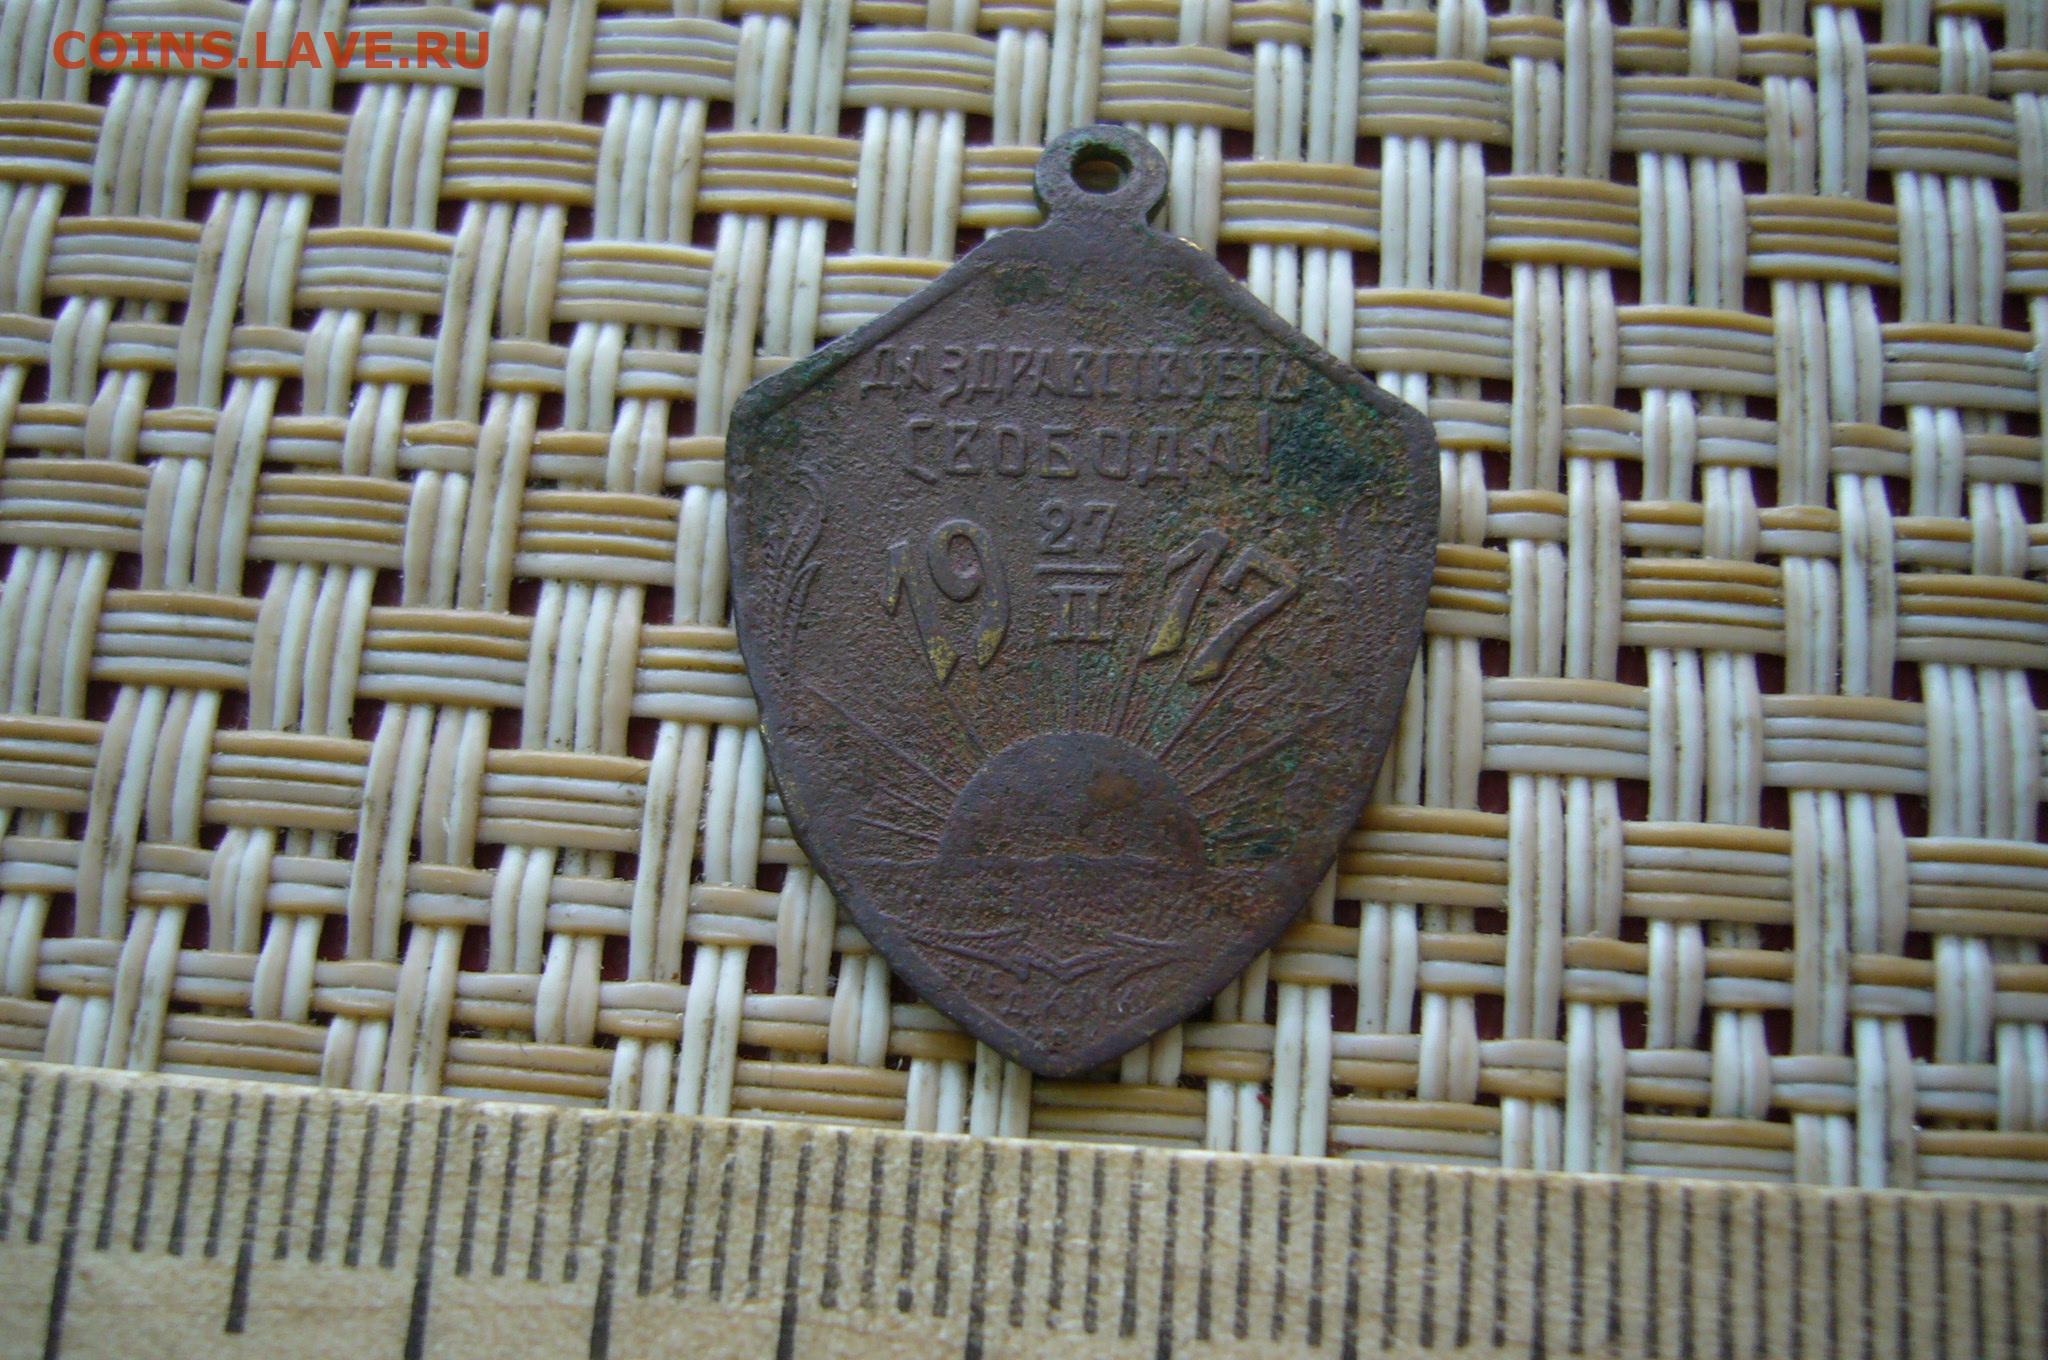 COINS.LAVE.RU
ДА ЗДРАВСТВУЕТЪ
СВОБОДА!
19 27 17
II